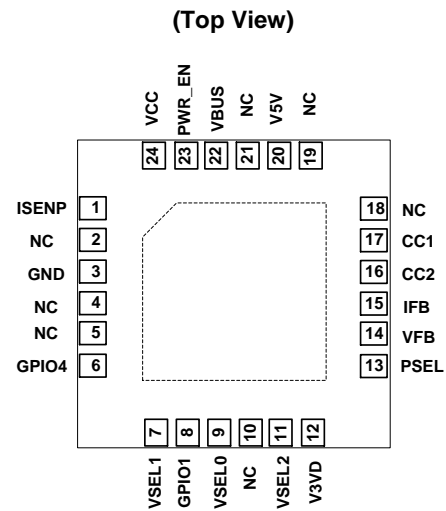 (Top View)
VCC
PWR_EN
VBUS
NC
V5V
NC
24
23
22
21
20
19
ISENP 1
NC 2
GND 3
NC 4
NC 5
GPIO4 6
18 NC
17 CC1
16 CC2
15 IFB
14 VFB
13 PSEL
7
8
9
10
11
12
VSEL1
GPIO1
VSEL0
NC
VSEL2
V3VD